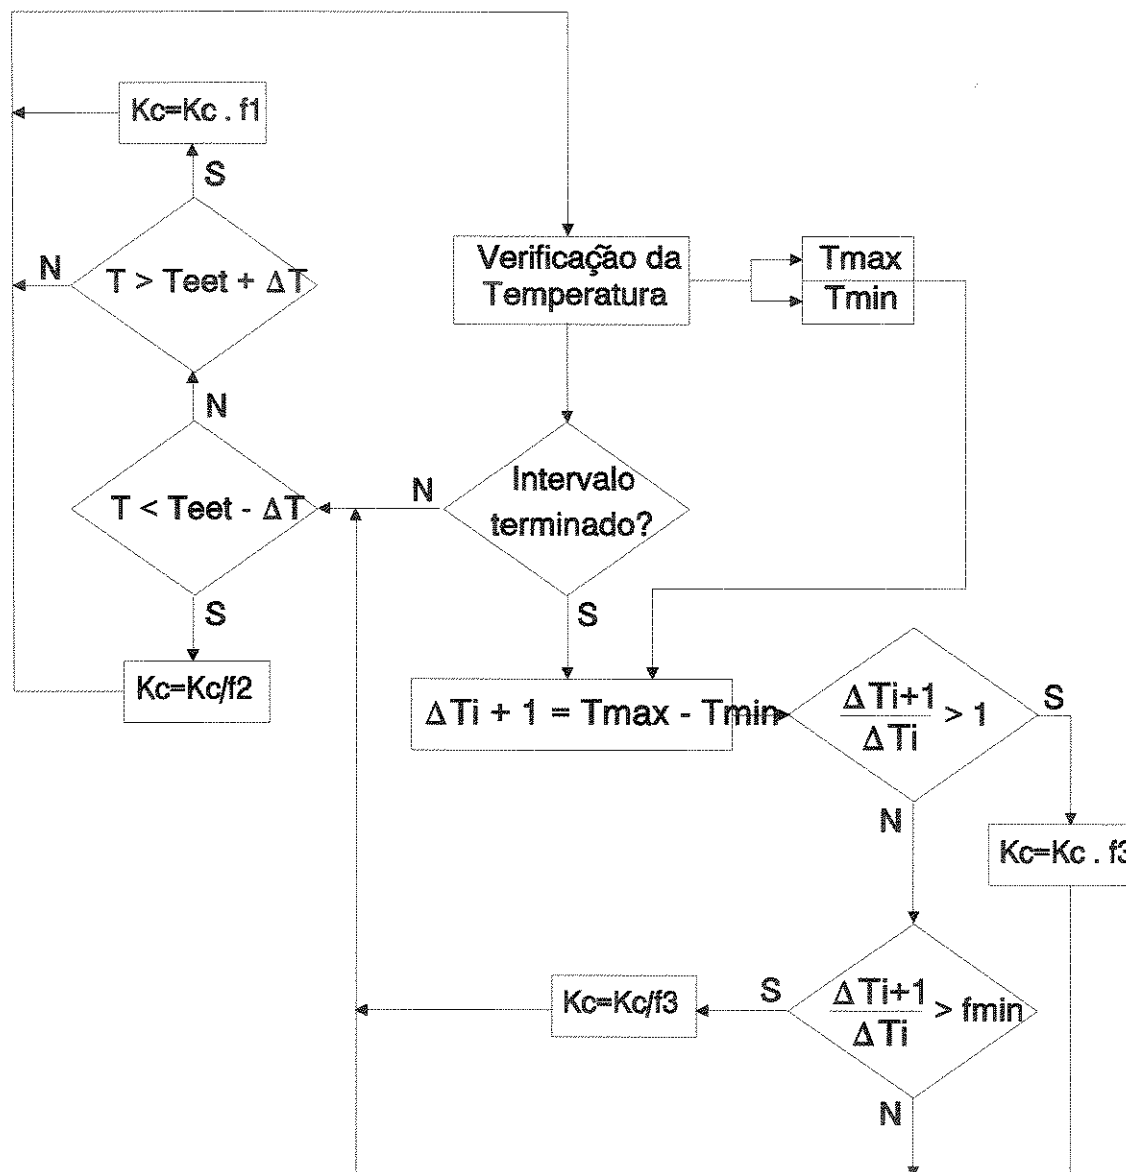 Kc=Kc . f1
S
N
T > Teet + ΔT
Verificação da
Temperatura
Tmax
Tmin
N
T < Teet - ΔT
N
Intervalo
terminado?
S
S
Kc=Kc/f2
ΔTi + 1 = Tmax - Tmin
ΔTi+1
ΔTi
> 1
S
N
Kc=Kc . f3
Kc=Kc/f3
S
ΔTi+1
ΔTi
> fmin
N